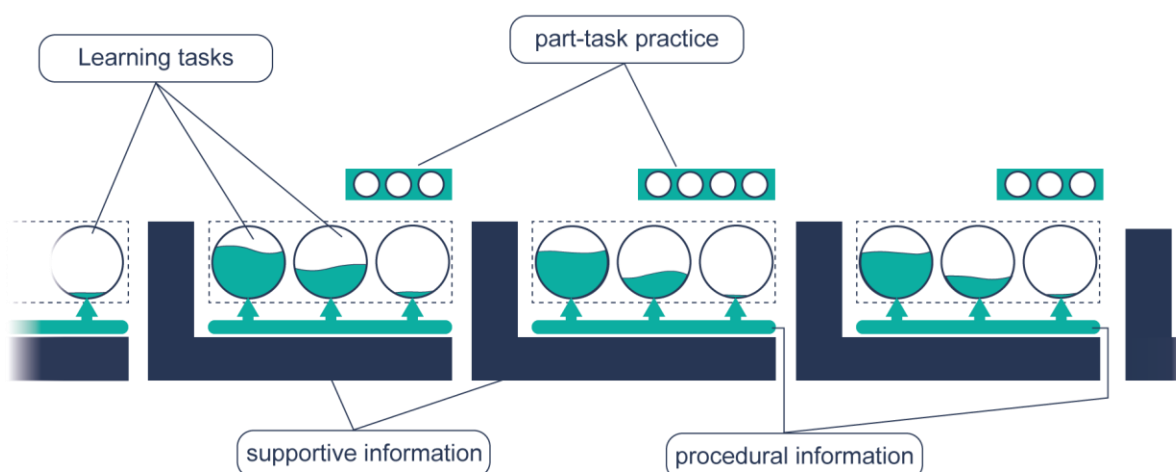 Learning tasks
part-task practice
supportive information
procedural information